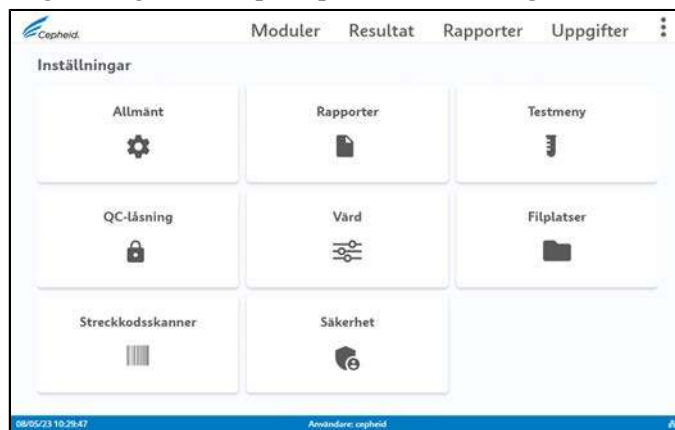 Cepheid.
Moduler Resultat Rapporter Uppgifter
Inställningar
Allmänt Rapporter Testmeny
QC-låsning Värd Filplatser
Streckkodsskanner Säkerhet
08/05/23 10:29:47 Användare: cepheid